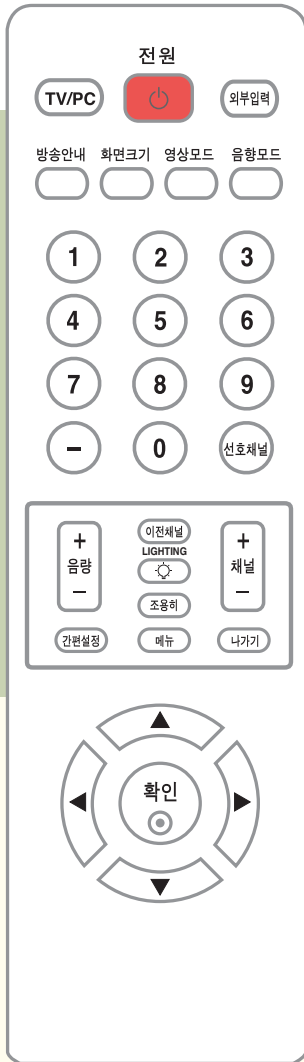 전원
TV/PC
외부입력
방송안내 화면크기 영상모드 음향모드
1 2 3
4 5 6
7 8 9
- 0 선호채널
+ 이전채널 +
LIGHTING
음량 채널
- 조용히 -
간편설정 메뉴 나가기
확인